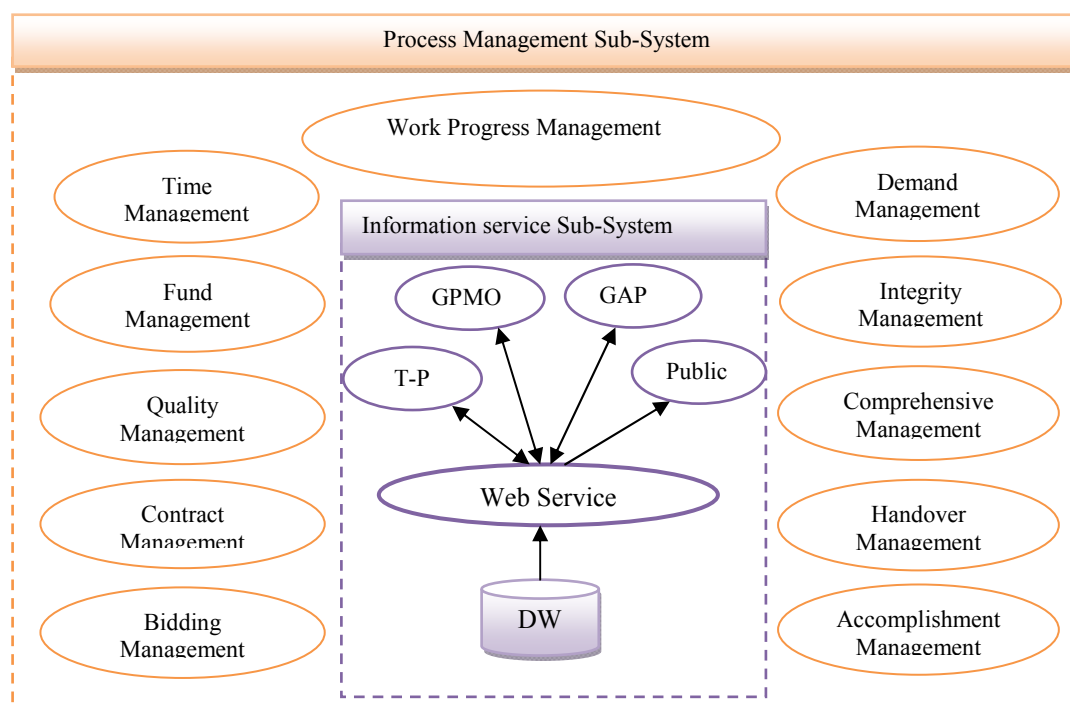 Process Management Sub-System
Work Progress Management
Time
Management
Demand
Management
Information service Sub-System
Fund
Management
GPMO
GAP
Integrity
Management
T-P
Public
Quality
Management
Comprehensive
Management
Web Service
Contract
Management
Handover
Management
DW
Bidding
Management
Accomplishment
Management